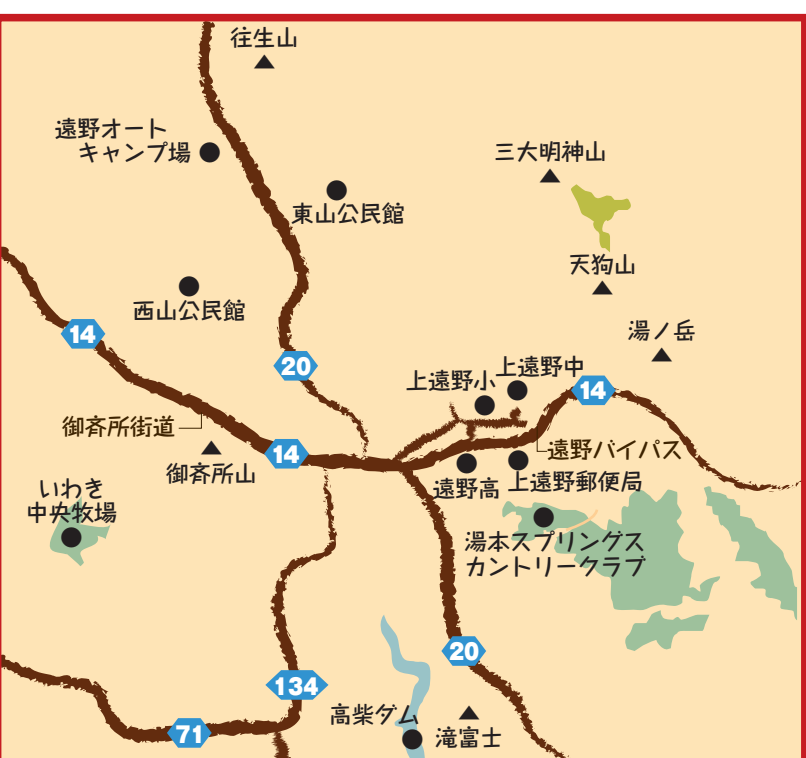 往生山
遠野オート
キャンプ場
三大明神山
東山公民館
天狗山
西山公民館
湯ノ岳
14
20
上遠野小
上遠野中
14
御斉所街道
14
遠野バイパス
御斉所山
遠野高
上遠野郵便局
いわき
中央牧場
湯本スプリングス
カントリークラブ
20
134
高柴ダム
71
滝富士